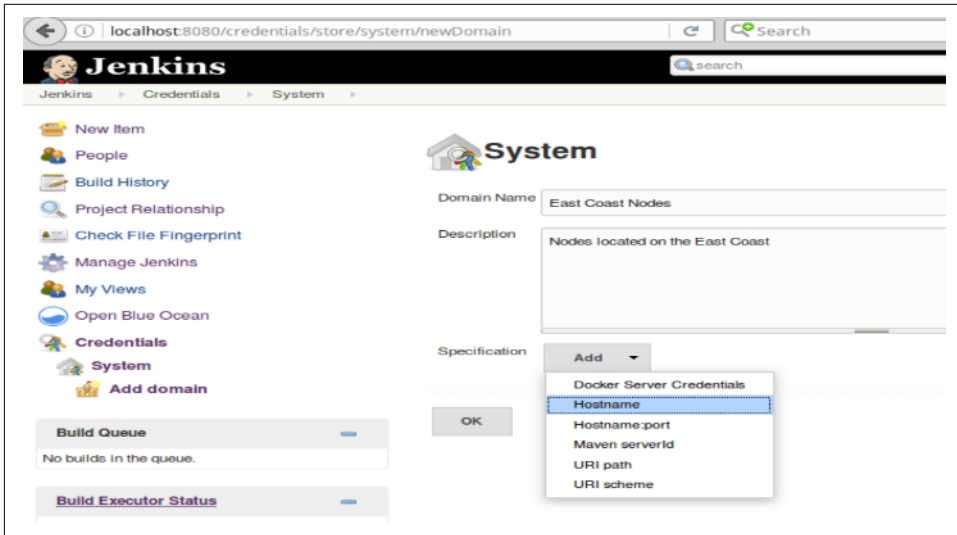 localhost:8080/credentials/store/system/newDomain
Search
Jenkins
search
Jenkins
Credentials
System
New Item
People
Build History
Project Relationship
Check File Fingerprint
Manage Jenkins
My Views
Open Blue Ocean
Credentials
System
Add domain
Build Queue
No builds in the queue.
Build Executor Status
System
Domain Name
East Coast Nodes
Description
Nodes located on the East Coast
Specification
Add
Docker Server Credentials
Hostname
Hostname:port
Maven serverId
URI path
URI scheme
OK